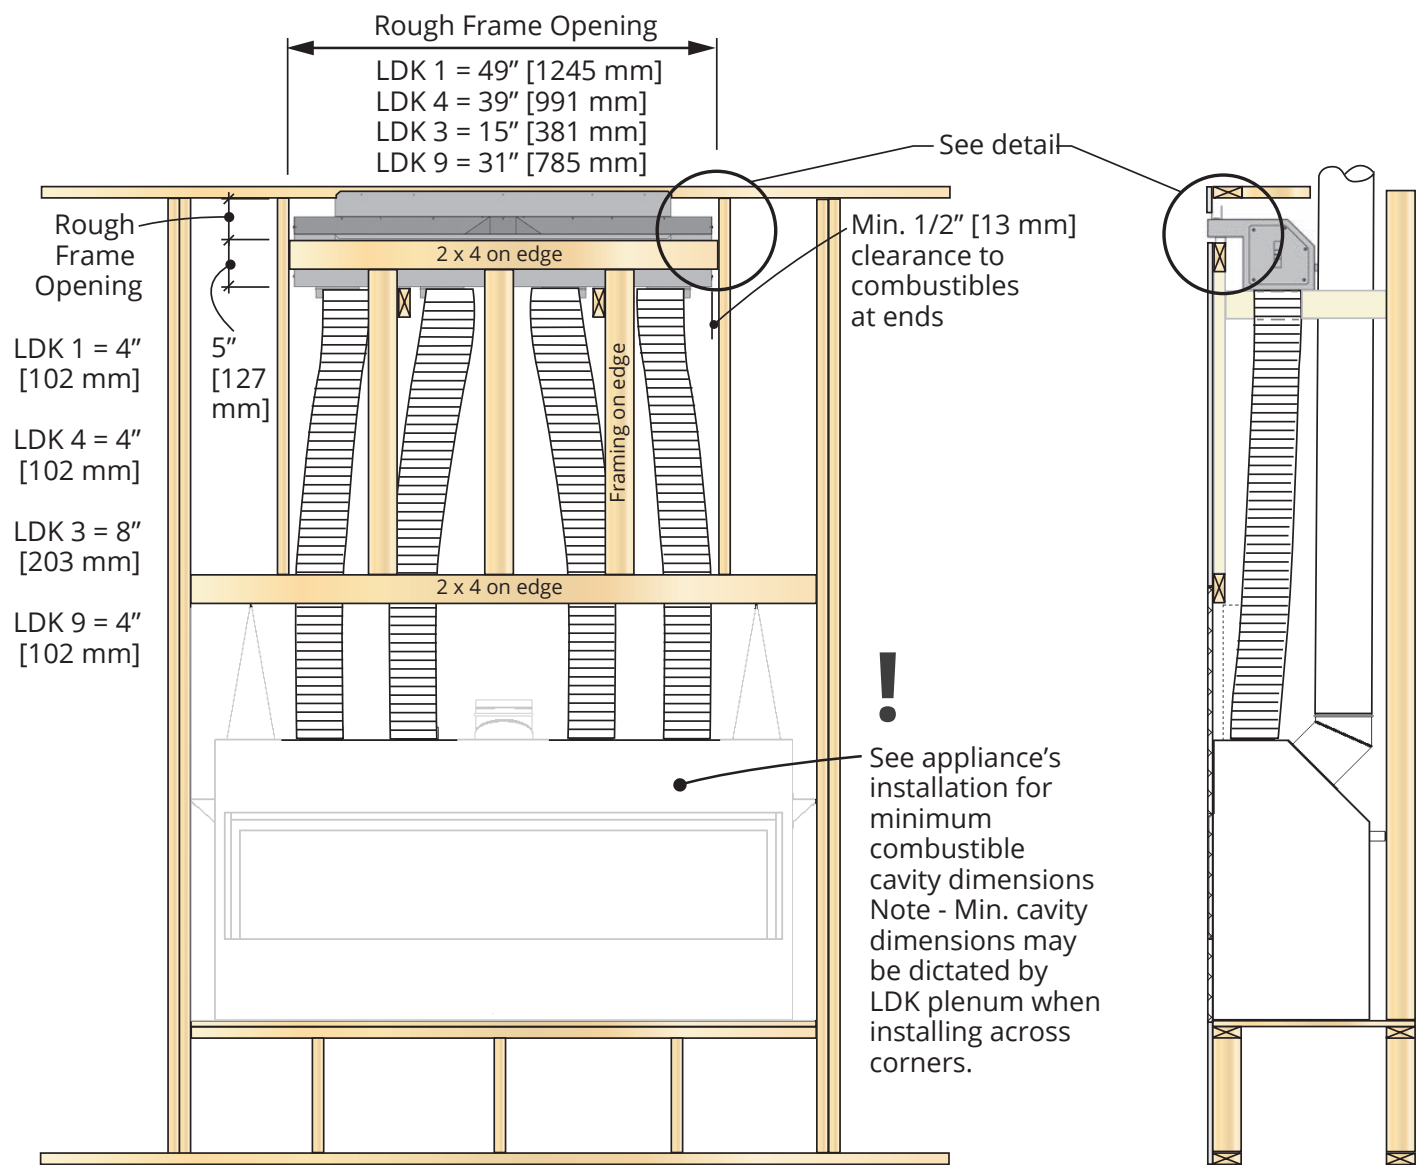 Rough Frame Opening
LDK 1 = 49” [1245 mm]
LDK 4 = 39” [991 mm]
LDK 3 = 15” [381 mm]
LDK 9 = 31” [785 mm]
See detail
Rough
Frame
Opening
LDK 1 = 4”
[102 mm]
LDK 4 = 4”
[102 mm]
LDK 3 = 8”
[203 mm]
LDK 9 = 4”
[102 mm]
5”
[127
mm]
2 x 4 on edge
Framing on edge
2 x 4 on edge
Min. 1/2” [13 mm]
clearance to
combustibles
at ends
!
See appliance’s
installation for
minimum
combustible
cavity dimensions
Note - Min. cavity
dimensions may
be dictated by
LDK plenum when
installing across
corners.